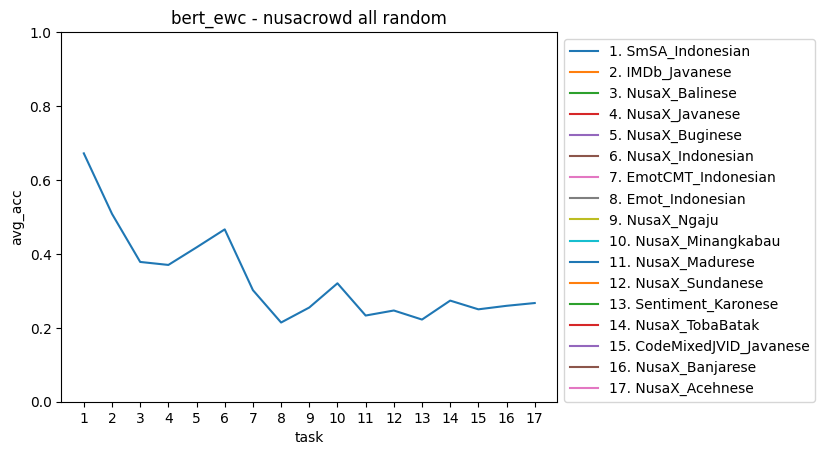 bert_ewc - nusacrowd all random
1.0
0.8
0.6
0.4
0.2
0.0
avg_acc
1 2 3 4 5 6 7 8 9 10 11 12 13 14 15 16 17
task
1. SmSA_Indonesian
2. IMDb_Javanese
3. NusaX_Balinese
4. NusaX_Javanese
5. NusaX_Buginese
6. NusaX_Indonesian
7. EmotCMT_Indonesian
8. Emot_Indonesian
9. NusaX_Ngaju
10. NusaX_Minangkabau
11. NusaX_Madurese
12. NusaX_Sundanese
13. Sentiment_Karonese
14. NusaX_TobaBatak
15. CodeMixedJVID_Javanese
16. NusaX_Banjarese
17. NusaX_Acehnese